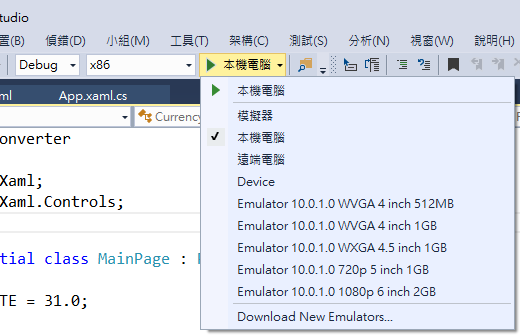 tudio
置(B) 偵錯(D) 小組(M) 工具(T) 架構(C) 測試(S) 分析(N) 視窗(W) 說明(H)
Debug x86 本機電腦
ml App.xaml.cs
本機電腦
onverter Currency
模擬器
本機電腦
Xaml;
遠端電腦
Device
Xaml.Controls;
Emulator 10.0.1.0 WVGA 4 inch 512MB
Emulator 10.0.1.0 WVGA 4 inch 1GB
Emulator 10.0.1.0 WXGA 4.5 inch 1GB
tial class MainPage :
Emulator 10.0.1.0 720p 5 inch 1GB
Emulator 10.0.1.0 1080p 6 inch 2GB
TE = 31.0;
Download New Emulators...